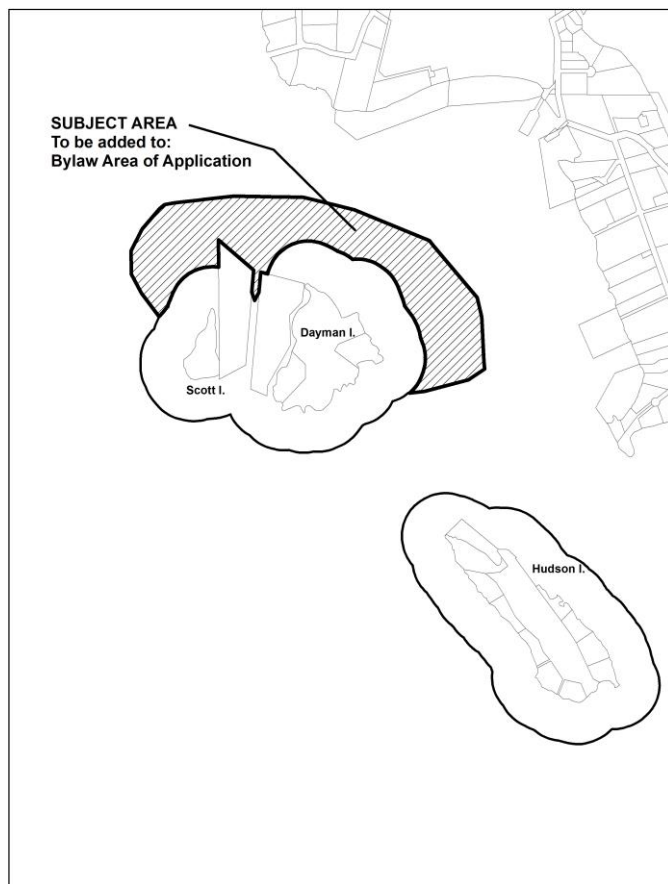 SUBJECT AREA
To be added to:
Bylaw Area of Application
Dayman I.
Scott I.
Hudson I.